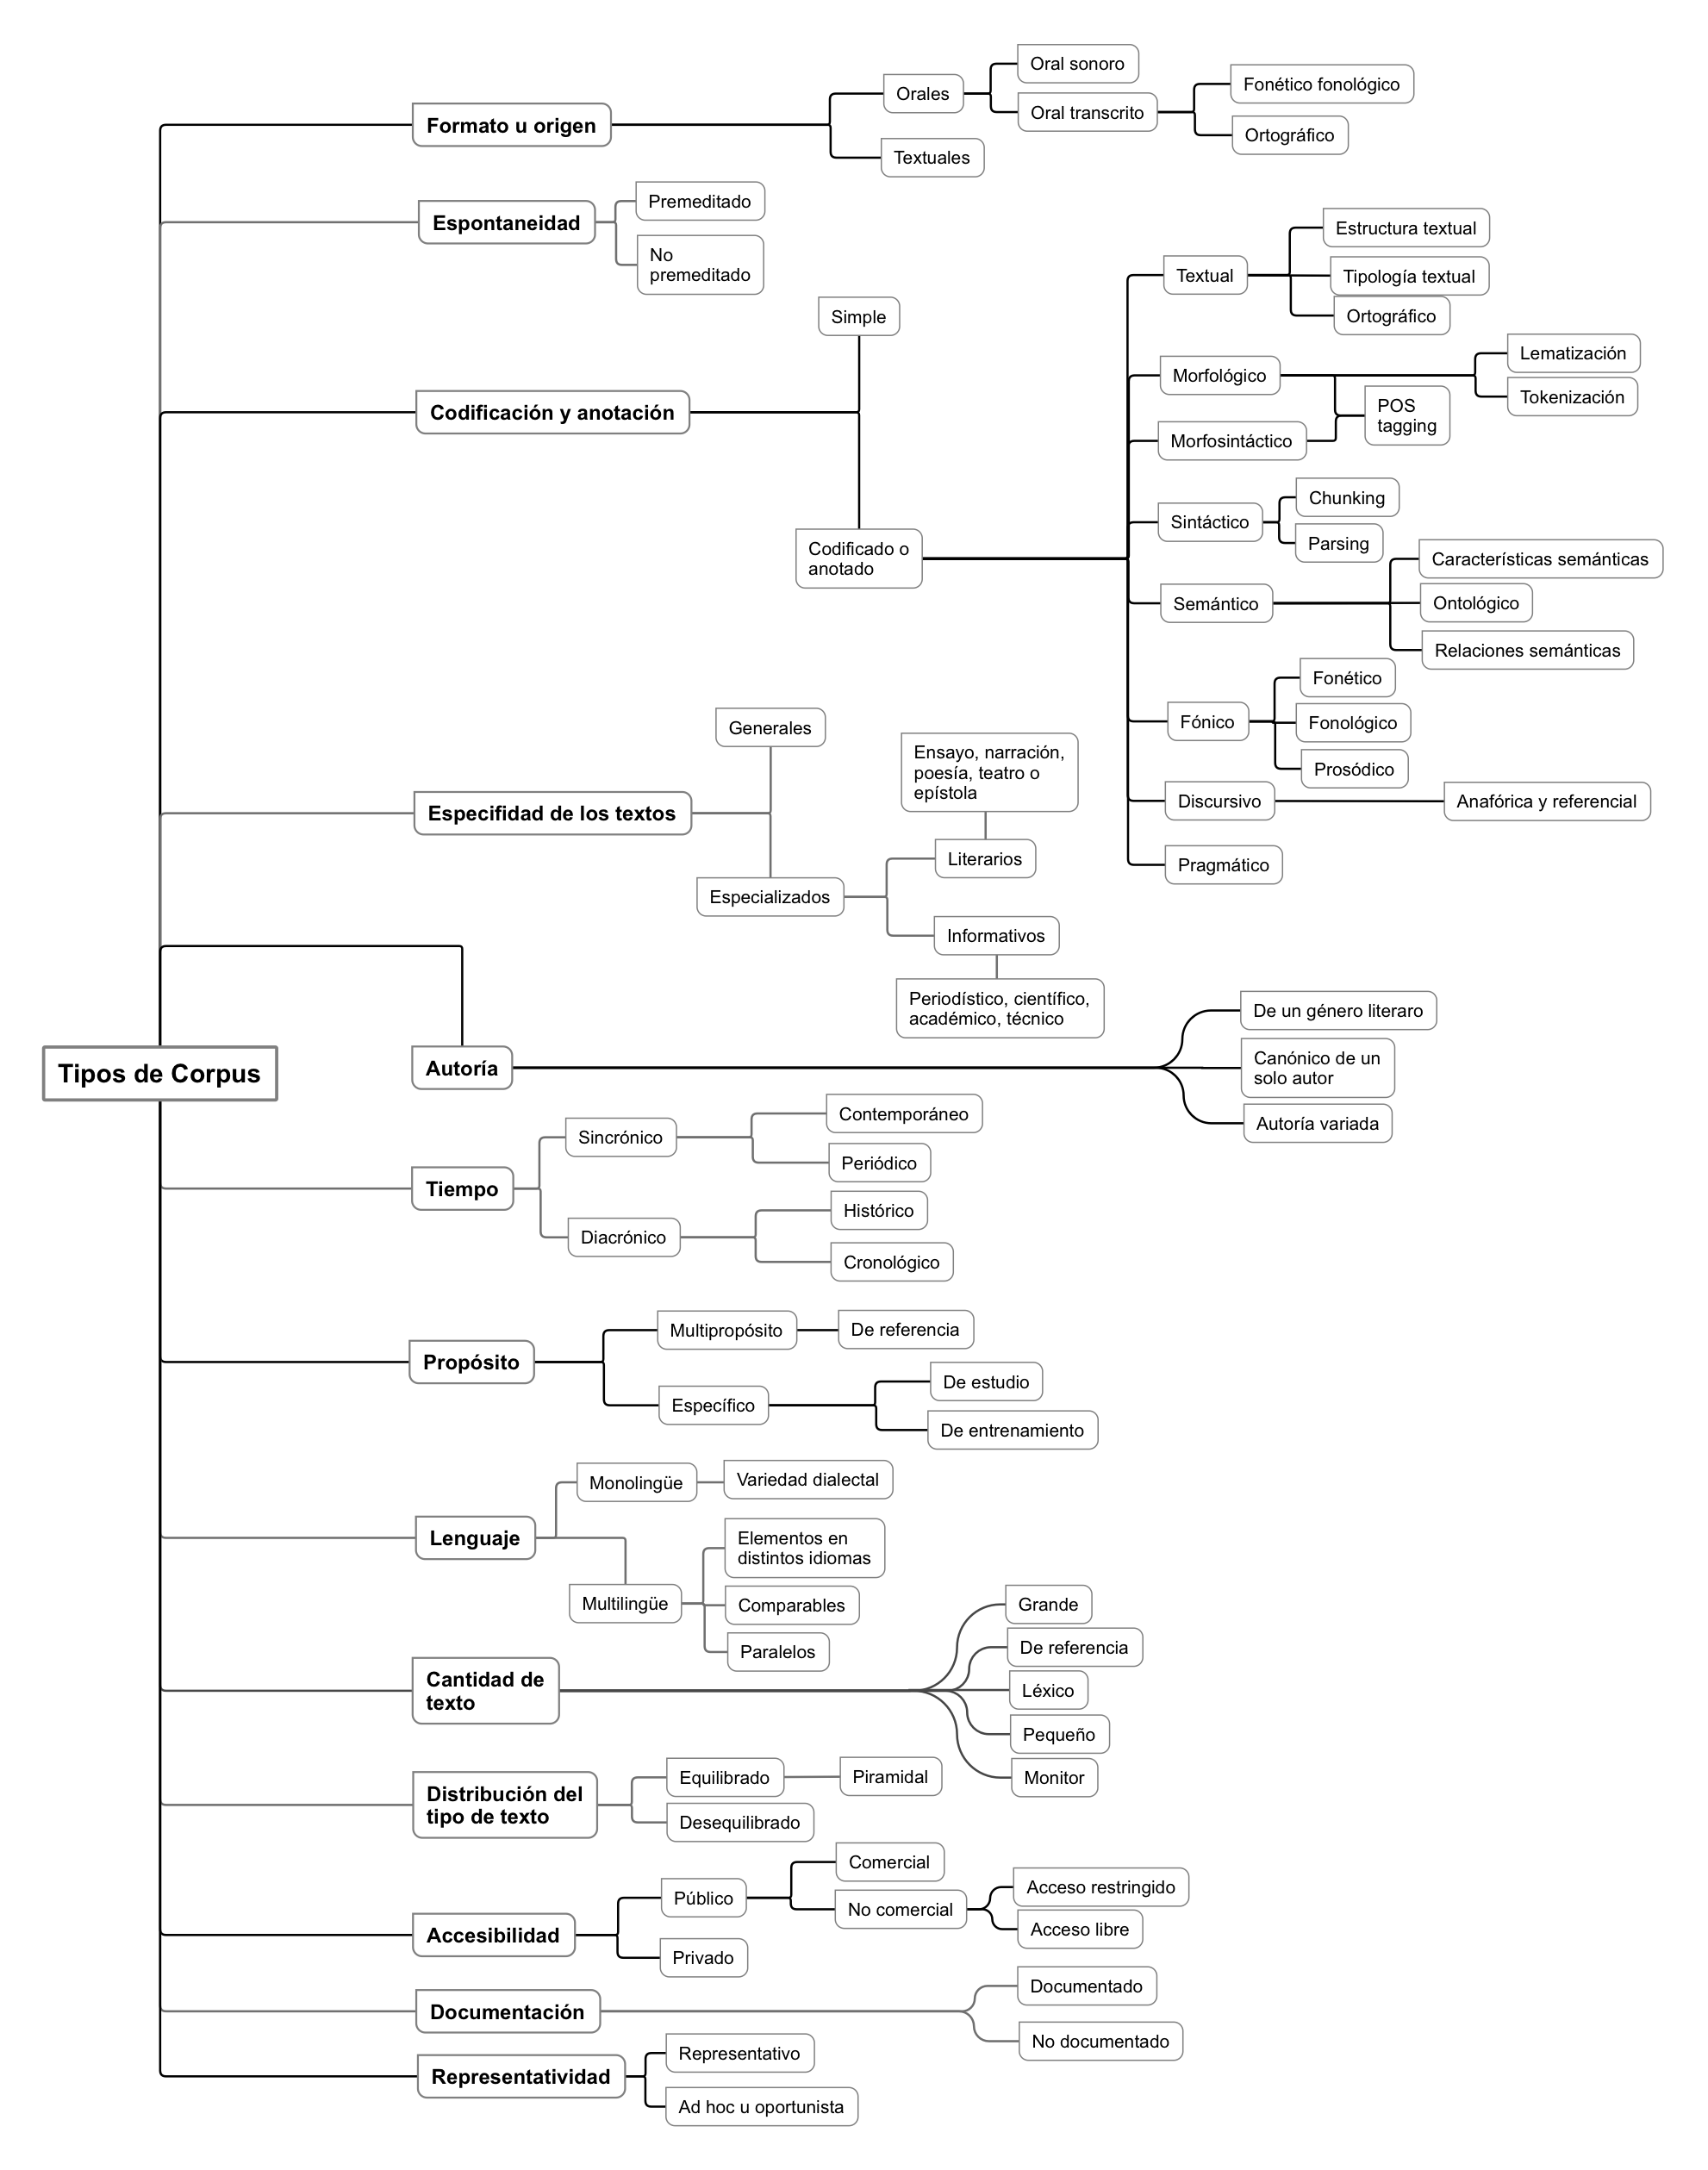 Tipos de Corpus
Formato u origen
Orales
Oral sonoro
Oral transcrito
Fonético fonológico
Ortográfico
Textuales
Espontaneidad
Premeditado
No
premeditado
Codificación y anotación
Simple
Codificado o
anotado
Textual
Estructura textual
Tipología textual
Ortográfico
Morfológico
Lematización
Tokenización
POS
tagging
Morfosintáctico
Sintáctico
Chunking
Parsing
Semántico
Características semánticas
Ontológico
Relaciones semánticas
Fónico
Fonético
Fonológico
Prosódico
Discursivo
Anafórica y referencial
Pragmático
Especifidad de los textos
Generales
Especializados
Ensayo, narración,
poesía, teatro o
epístola
Literarios
Informativos
Periodístico, científico,
académico, técnico
Autoría
De un género literaro
Canónico de un
solo autor
Autoría variada
Tiempo
Sincrónico
Contemporáneo
Periódico
Diacrónico
Histórico
Cronológico
Propósito
Multipropósito
De referencia
Específico
De estudio
De entrenamiento
Lenguaje
Monolingüe
Variedad dialectal
Multilingüe
Elementos en
distintos idiomas
Comparables
Paralelos
Cantidad de
texto
Grande
De referencia
Léxico
Pequeño
Monitor
Distribución del
tipo de texto
Equilibrado
Piramidal
Desequilibrado
Accesibilidad
Público
Comercial
No comercial
Acceso restringido
Acceso libre
Privado
Documentación
Documentado
No documentado
Representatividad
Representativo
Ad hoc u oportunista